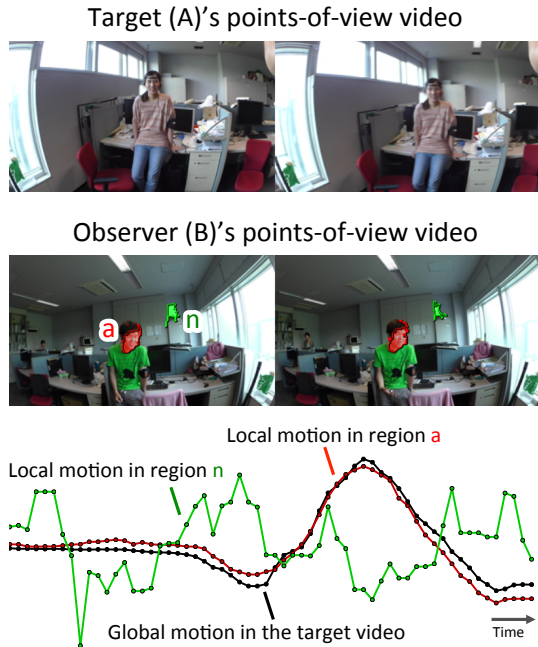 Target (A)'s points-of-view video
Observer (B)'s points-of-view video
a
n
Local motion in region a
Local motion in region n
Global motion in the target video
Time